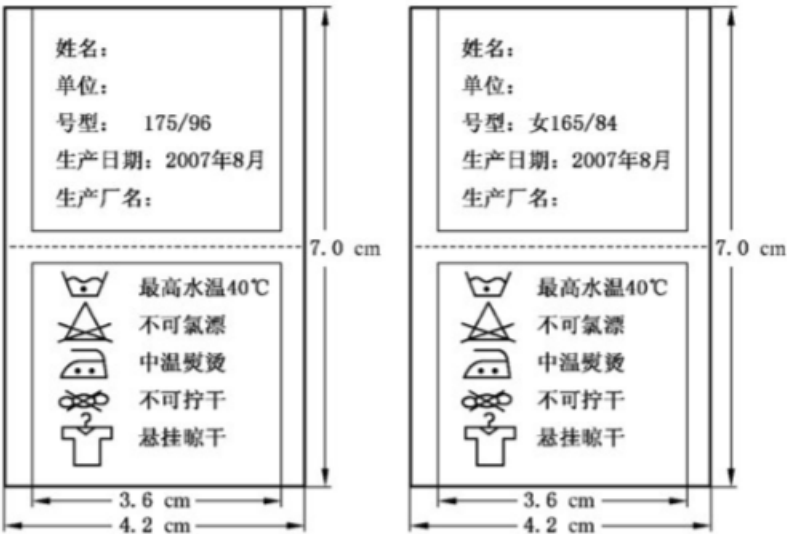 姓名:
单位:
号型: 175/96
生产日期: 2007年8月
生产厂名:
最高水温40℃
不可氯漂
中温熨烫
不可拧干
悬挂晾干
7.0 cm
3.6 cm
4.2 cm
姓名:
单位:
号型: 女165/84
生产日期: 2007年8月
生产厂名:
最高水温40℃
不可氯漂
中温熨烫
不可拧干
悬挂晾干
7.0 cm
3.6 cm
4.2 cm